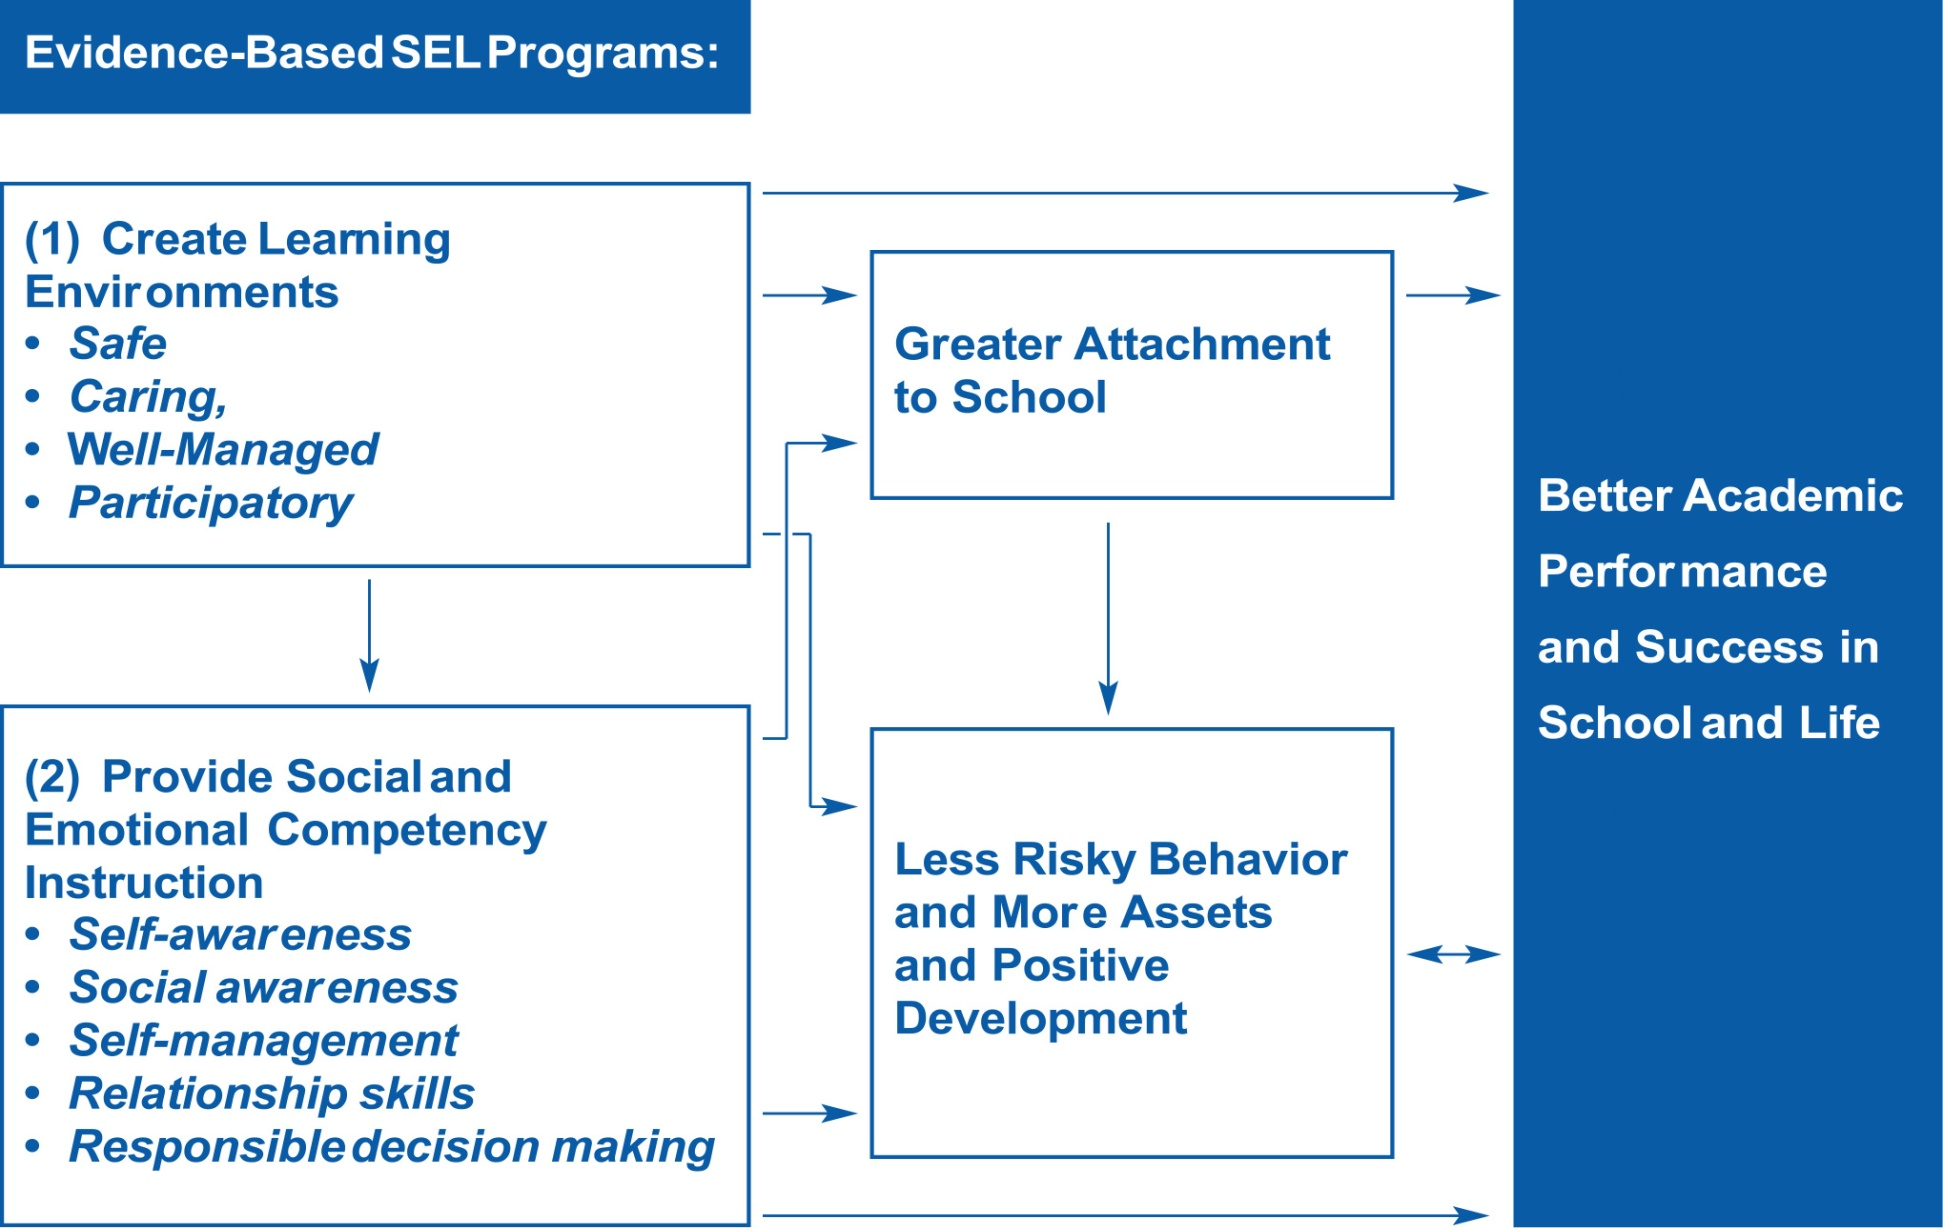 Evidence-Based SEL Programs:
(1) Create Learning
Environments
• Safe
• Caring,
• Well-Managed
• Participatory
(2) Provide Social and
Emotional Competency
Instruction
• Self-awareness
• Social awareness
• Self-management
• Relationship skills
• Responsible decision making
Greater Attachment
to School
Less Risky Behavior
and More Assets
and Positive
Development
Better Academic
Performance
and Success in
School and Life